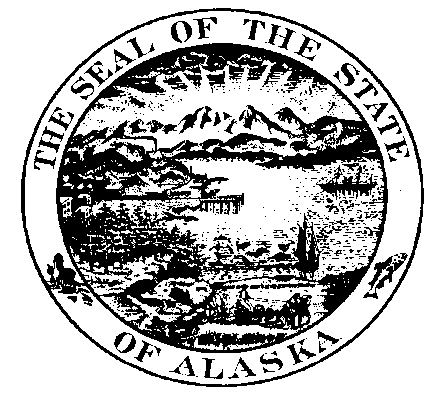 THE SEAL OF THE STATE
OF ALASKA